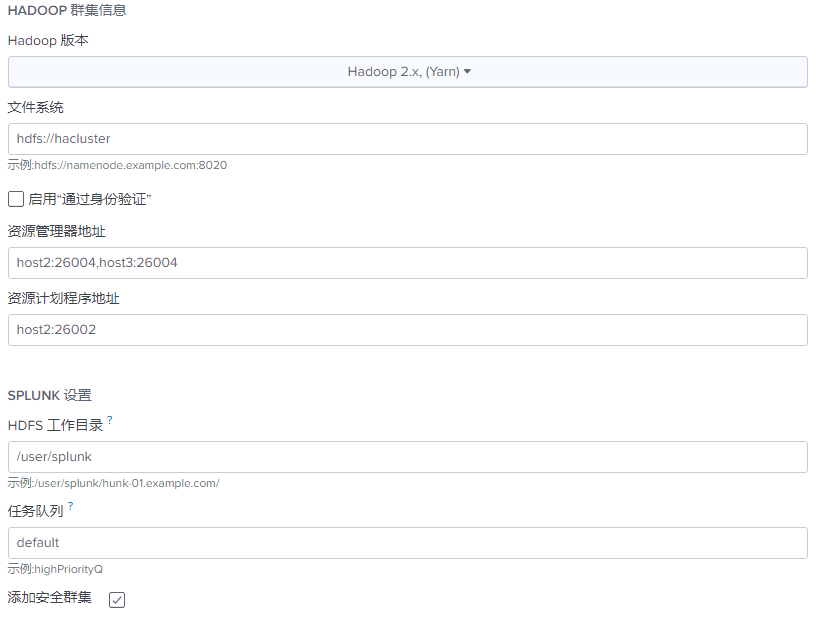 HADOOP 群集信息
Hadoop 版本
Hadoop 2.x, (Yarn)
文件系统
hdfs://hacluster
示例:hdfs://namenode.example.com:8020
启用“通过身份验证”
资源管理器地址
host2:26004,host3:26004
资源计划程序地址
host2:26002
SPLUNK 设置
HDFS 工作目录 ?
/user/splunk
示例:/user/splunk/hunk-01.example.com/
任务队列 ?
default
示例:highPriorityQ
添加安全群集